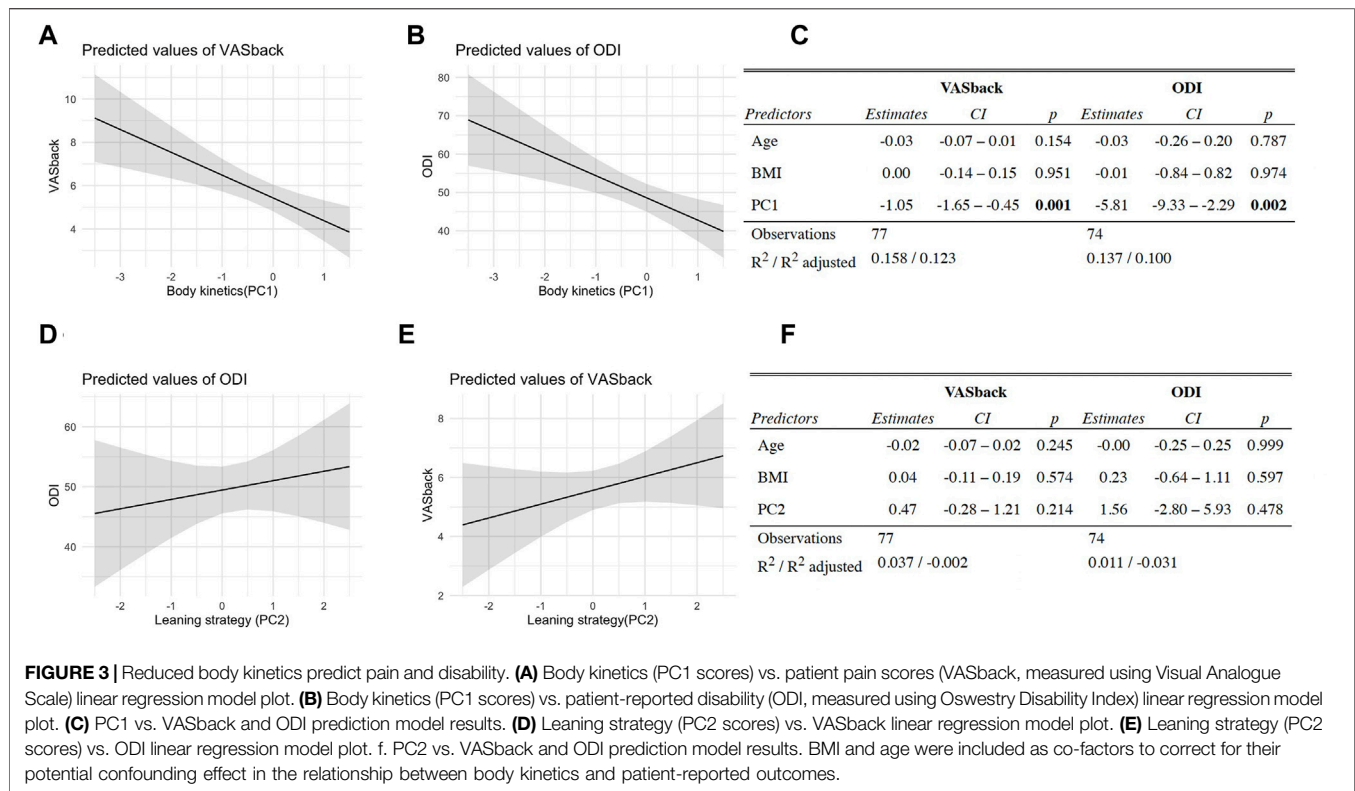 A
Predicted values of VASback
VASback
10
8
6
4
-3 -2 -1 0 1
Body kinetics(PC1)
B
Predicted values of ODI
ODI
80
70
60
50
40
-3 -2 -1 0 1
Body kinetics (PC1)
C
VASback ODI
Predictors Estimates CI p Estimates CI p
Age -0.03 -0.07 – 0.01 0.154 -0.03 -0.26 – 0.20 0.787
BMI 0.00 -0.14 – 0.15 0.951 -0.01 -0.84 – 0.82 0.974
PC1 -1.05 -1.65 – -0.45 0.001 -5.81 -9.33 – -2.29 0.002
Observations 77 74
R² / R² adjusted 0.158 / 0.123 0.137 / 0.100
D
Predicted values of ODI
ODI
60
50
40
-2 -1 0 1 2
Leaning strategy (PC2)
E
Predicted values of VASback
VASback
8
6
4
2
-2 -1 0 1 2
Leaning strategy(PC2)
F
VASback ODI
Predictors Estimates CI p Estimates CI p
Age -0.02 -0.07 – 0.02 0.245 -0.00 -0.25 – 0.25 0.999
BMI 0.04 -0.11 – 0.19 0.574 0.23 -0.64 – 1.11 0.597
PC2 0.47 -0.28 – 1.21 0.214 1.56 -2.80 – 5.93 0.478
Observations 77 74
R² / R² adjusted 0.037 / -0.002 0.011 / -0.031
FIGURE 3 | Reduced body kinetics predict pain and disability. (A) Body kinetics (PC1 scores) vs. patient pain scores (VASback, measured using Visual Analogue
Scale) linear regression model plot. (B) Body kinetics (PC1 scores) vs. patient-reported disability (ODI, measured using Oswestry Disability Index) linear regression model
plot. (C) PC1 vs. VASback and ODI prediction model results. (D) Leaning strategy (PC2 scores) vs. VASback linear regression model plot. (E) Leaning strategy (PC2
scores) vs. ODI linear regression model plot. f. PC2 vs. VASback and ODI prediction model results. BMI and age were included as co-factors to correct for their
potential confounding effect in the relationship between body kinetics and patient-reported outcomes.